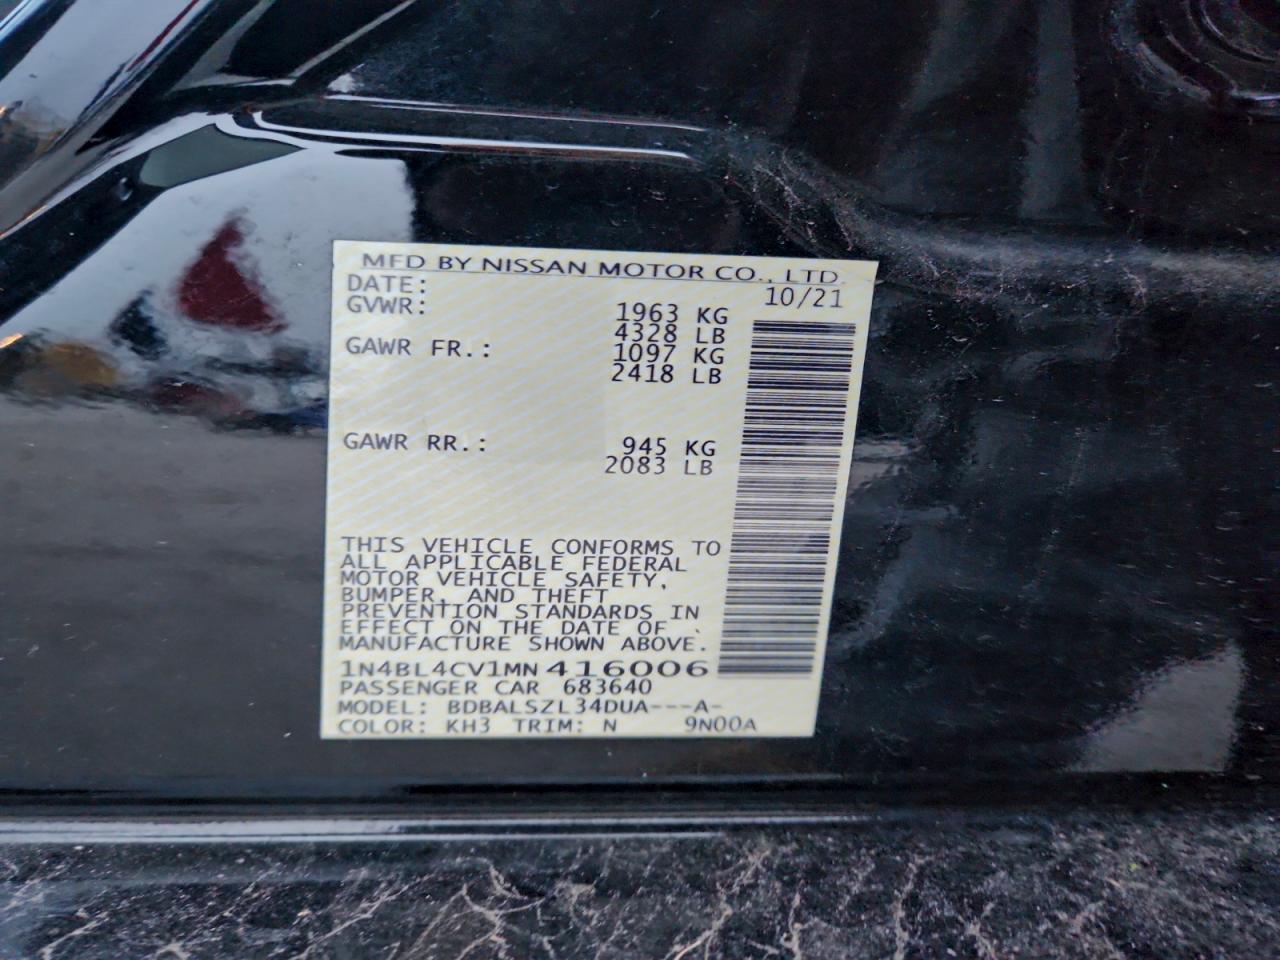 MFD BY NISSAN MOTOR CO., LTD.
DATE: 10/21
GVWR: 1963 KG
4328 LB
GAWR FR.: 1097 KG
2418 LB
GAWR RR.: 945 KG
2083 LB
THIS VEHICLE CONFORMS TO
ALL APPLICABLE FEDERAL
MOTOR VEHICLE SAFETY,
BUMPER, AND THEFT
PREVENTION STANDARDS IN
EFFECT ON THE DATE OF
MANUFACTURE SHOWN ABOVE.
1N4BL4CV1MN416006
PASSENGER CAR 683640
MODEL: BDBALSZL34DUA---A-
COLOR: KH3 TRIM: N 9N00A